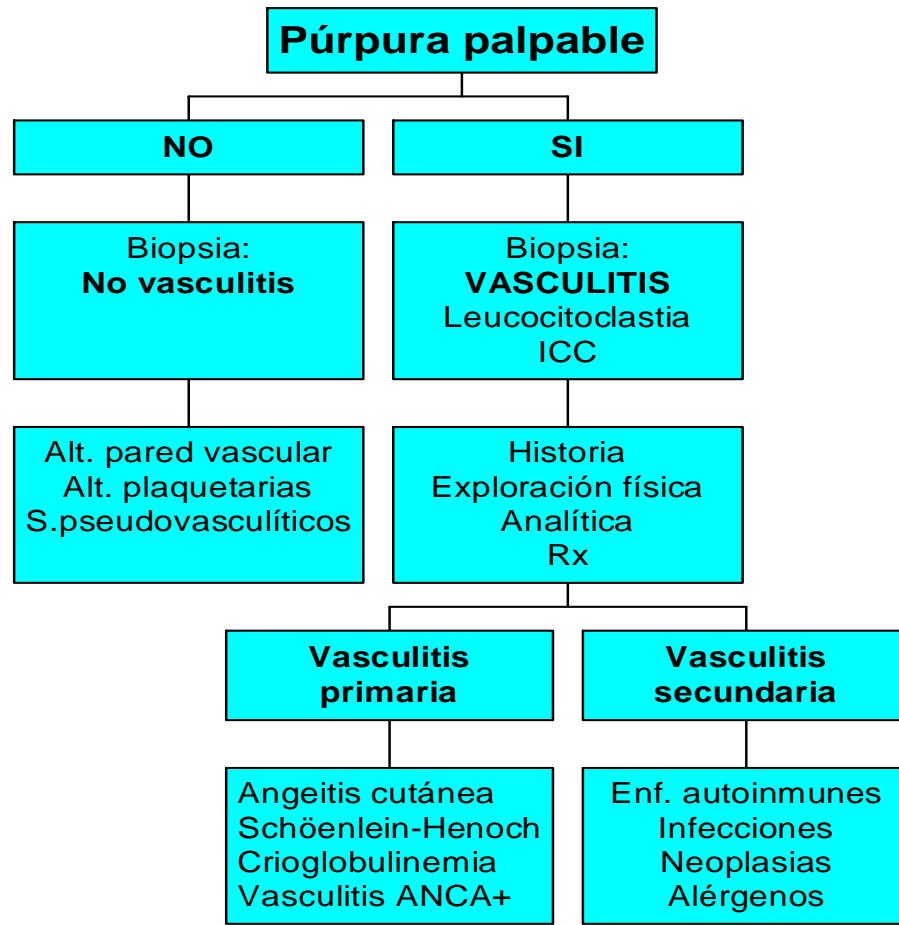 Púrpura palpable
NO
SI
Biopsia:
No vasculitis
Biopsia:
VASCULITIS
Leucocitoclastia
ICC
Alt. pared vascular
Alt. plaquetarias
S.pseudovasculíticos
Historia
Exploración física
Analítica
Rx
Vasculitis
primaria
Vasculitis
secundaria
Angeitis cutánea
Schöenlein-Henoch
Crioglobulinemia
Vasculitis ANCA+
Enf. autoinmunes
Infecciones
Neoplasias
Alérgenos